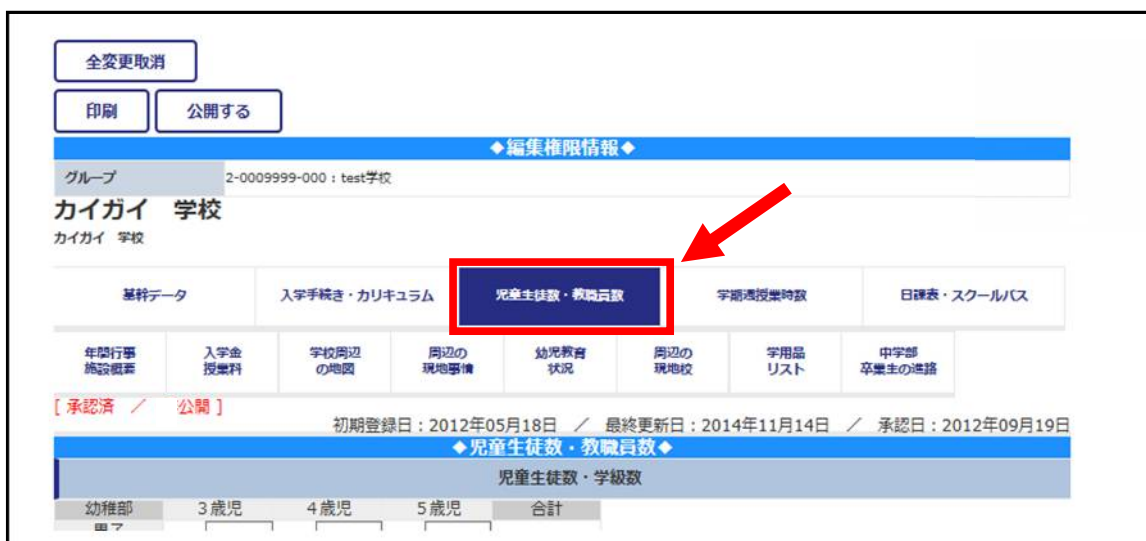 全変更取消
印刷 公開する
◆編集権限情報◆
グループ 2-0009999-000：test学校
カイガイ 学校
カイガイ 学校
基幹データ 入学手続き・カリキュラム 児童生徒数・教職員数 学期週授業時数 日課表・スクールバス
年間行事 入学金 学校周辺 周辺の 幼児教育 周辺の 学用品 中学部
施設概要 授業料 の地図 現地事情 状況 現地校 リスト 卒業生の進路
[ 承認済 ／ 公開 ]
初期登録日：2012年05月18日 ／ 最終更新日：2014年11月14日 ／ 承認日：2012年09月19日
◆児童生徒数・教職員数◆
児童生徒数・学級数
幼稚部 3歳児 4歳児 5歳児 合計
男子